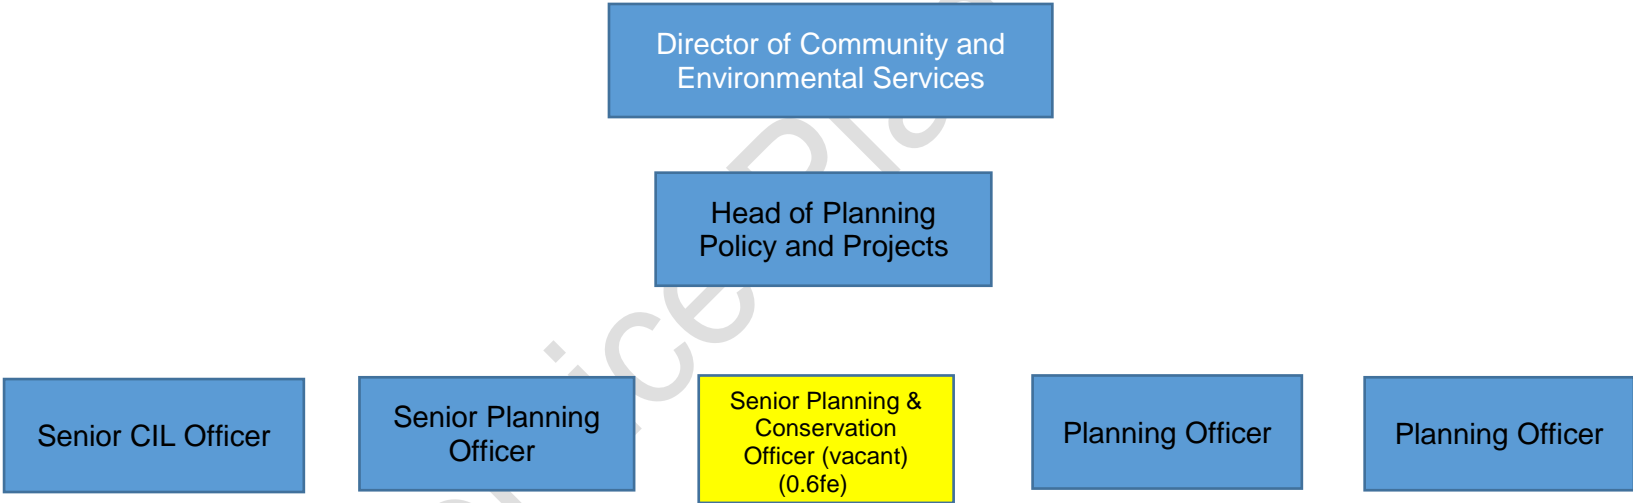 Director of Community and
Environmental Services
Head of Planning
Policy and Projects
Senior CIL Officer
Senior Planning
Officer
Senior Planning &
Conservation
Officer (vacant)
(0.6fe)
Planning Officer
Planning Officer